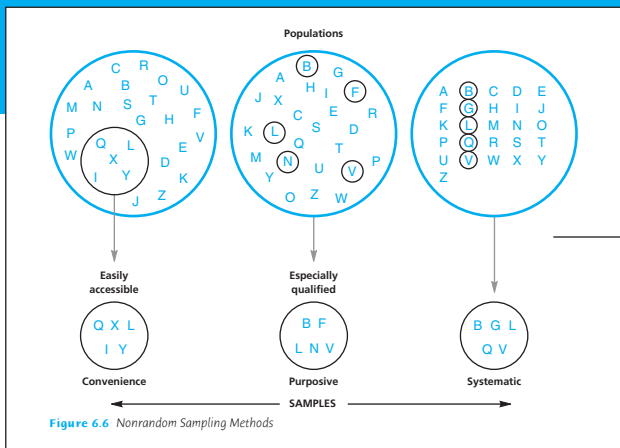 Populations
C R
A B O U
M N S T
G H F
P Q L E V
W X D
I Y K
J Z
B
A G
H I F
J X
C E R
K L S D
Q T
M N U V P
Y
O Z W
A B C D E
F G H I J
K L M N O
P Q R S T
U V W X Y
Z
Easily
accessible
Especially
qualified
Q X L
I Y
B F
L N V
B G L
Q V
Convenience
Purposive
Systematic
SAMPLES
Figure 6.6 Nonrandom Sampling Methods